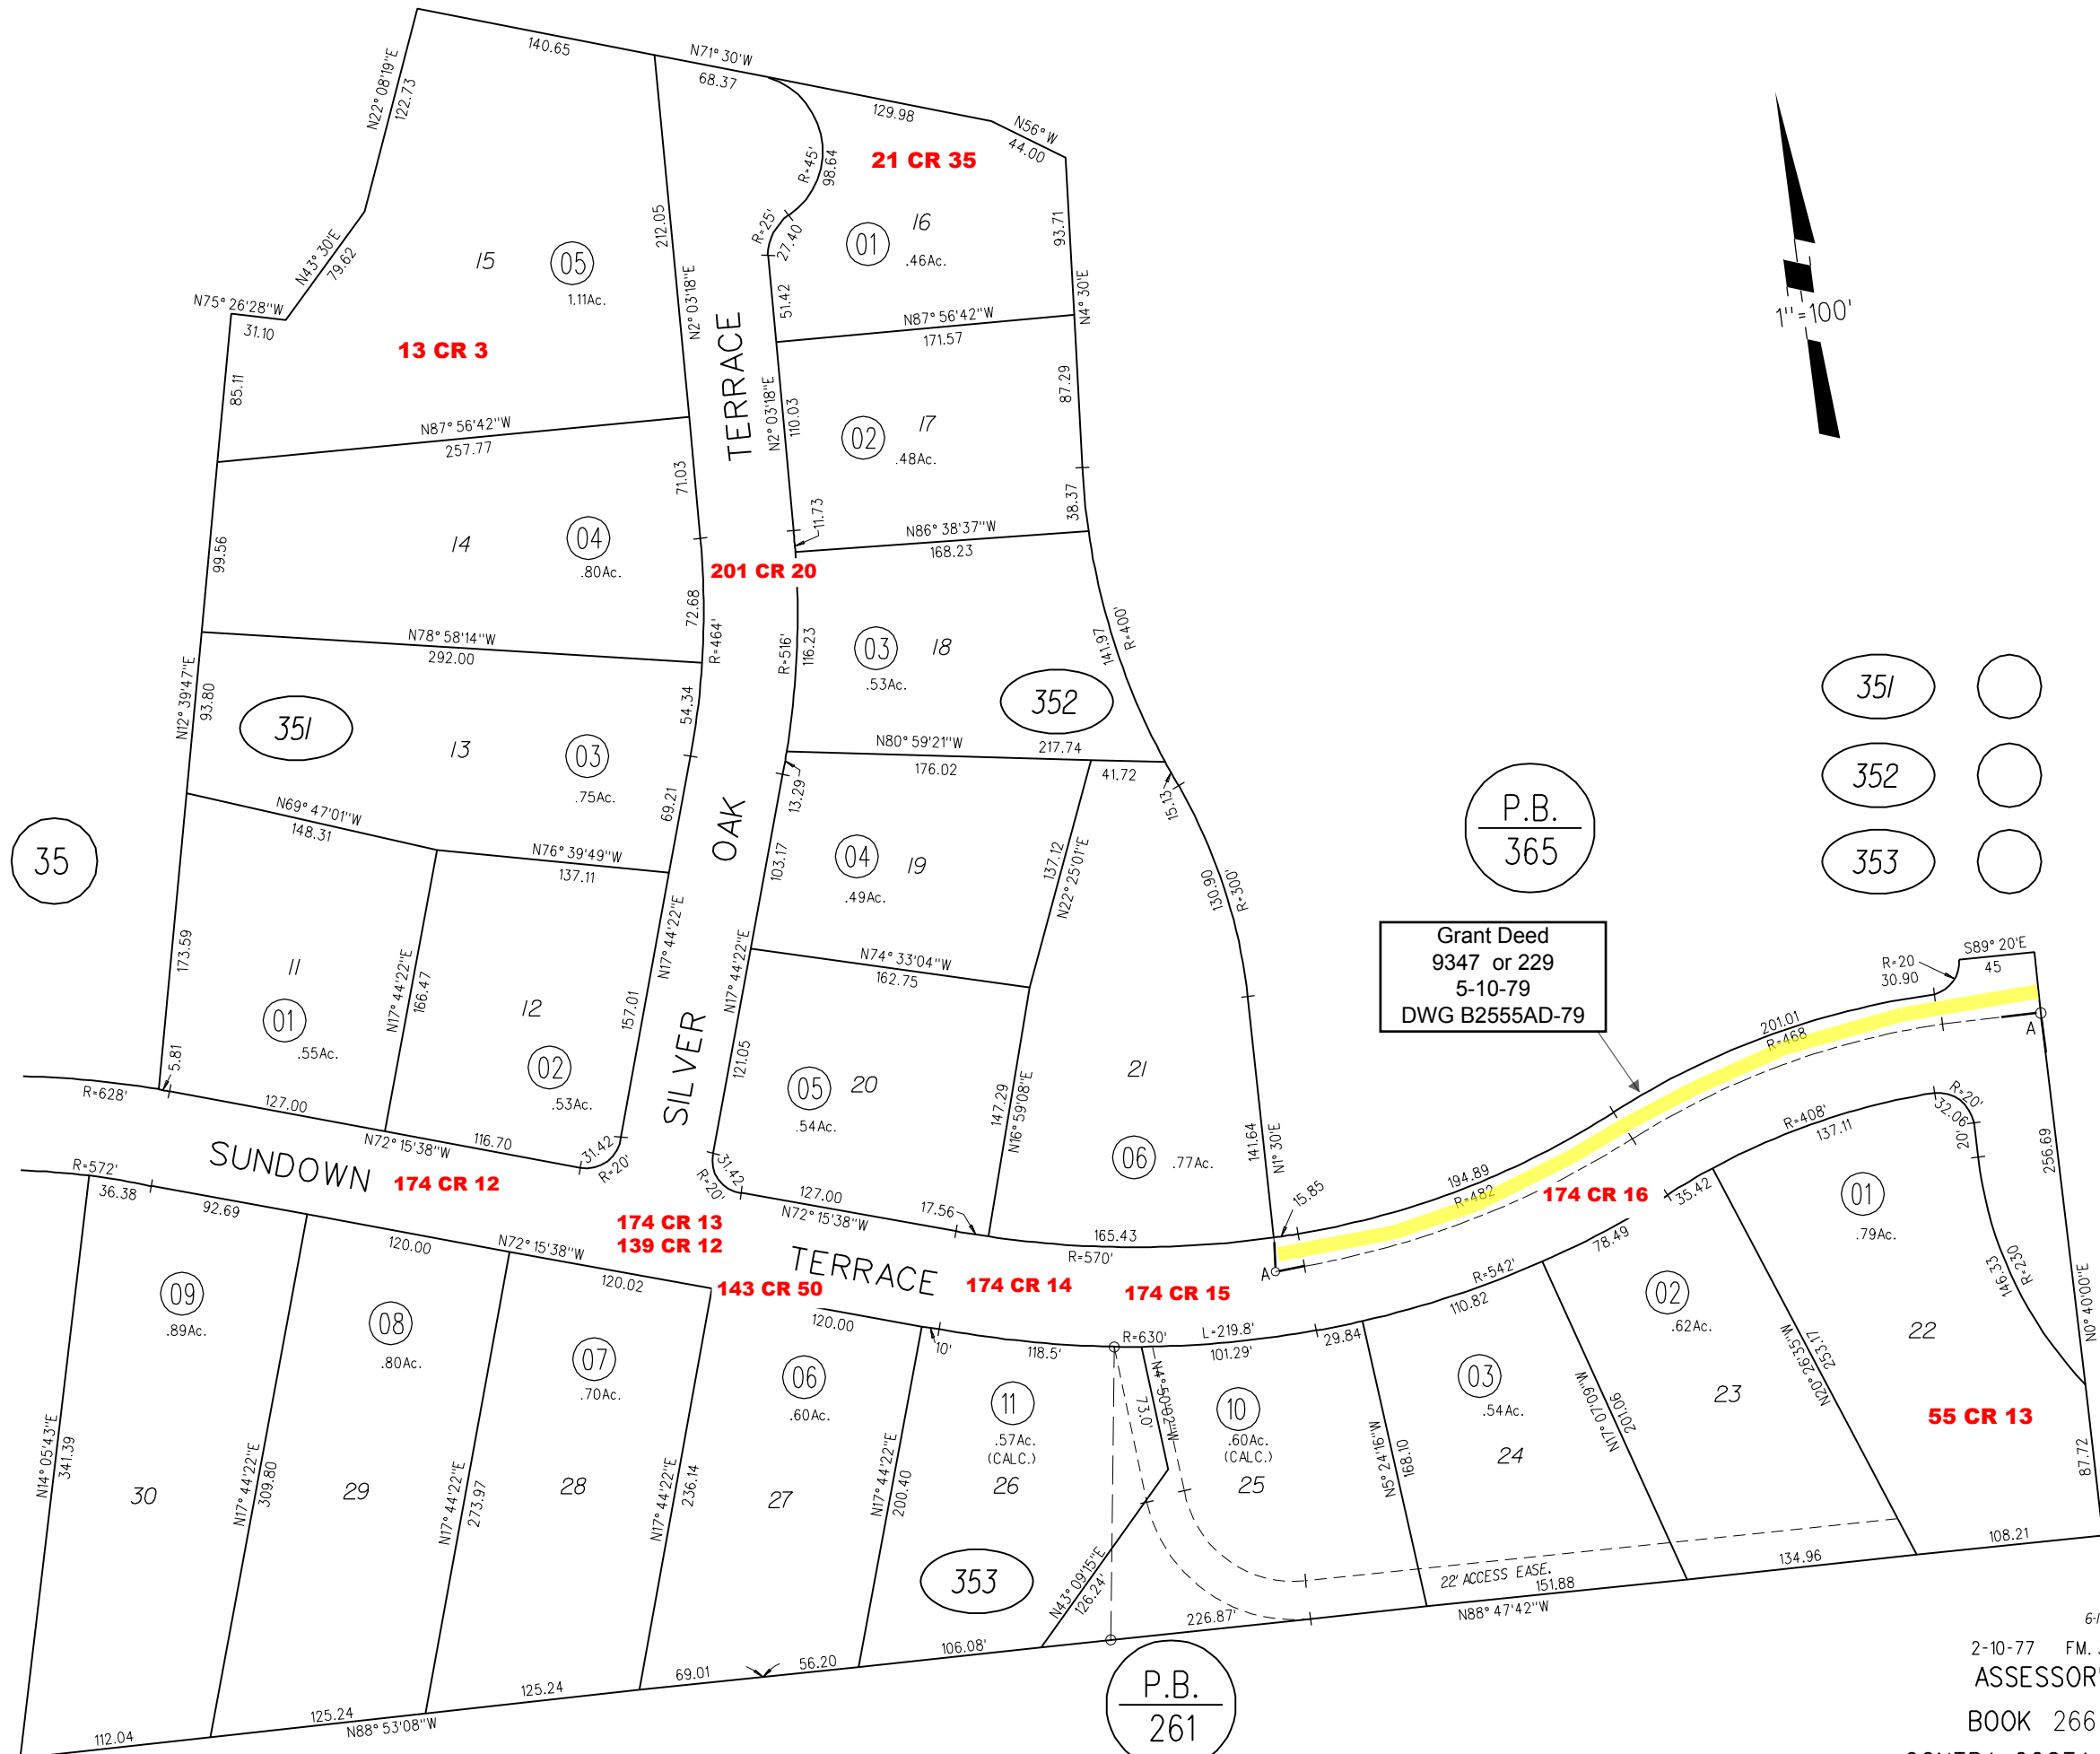 140.65
N71° 30'W
68.37
129.98
N56° W
44.00
N22° 08'19"E
122.73
R=45'
98.64
21 CR 35
16
01
.46Ac.
93.71
N4° 30'E
R=25'
27.40
51.42
212.05
N2° 03'18"E
15
05
1.11Ac.
N43° 30'E
79.62
N75° 26'28"W
31.10
13 CR 3
85.11
N87° 56'42"W
257.77
N87° 56'42"W
171.57
1"=100'
TERRACE
N2° 03'18"E
110.03
02
17
.48Ac.
87.29
38.37
71.03
11.73
N86° 38'37"W
168.23
99.56
14
04
.80Ac.
201 CR 20
72.68
R=464'
R=516'
116.23
03
18
.53Ac.
141.97
R=400'
N78° 58'14"W
292.00
352
N12° 39'47"E
93.80
351
13
03
.75Ac.
54.34
69.21
N80° 59'21"W
217.74
176.02
41.72
15.13
13.29
351
352
353
P.B.
365
35
N69° 47'01"W
148.31
N76° 39'49"W
137.11
OAK
103.17
04
19
.49Ac.
137.12
N22° 25'01"E
130.90
R=300'
Grant Deed
9347 or 229
5-10-79
DWG B2555AD-79
S89° 20'E
45
R=20
30.90
201.01
R=468
A
173.59
11
01
.55Ac.
5.81
N17° 44'22"E
166.47
12
02
.53Ac.
157.01
N17° 44'22"E
SILVER
N17° 44'22"E
121.05
N74° 33'04"W
162.75
05
20
.54Ac.
147.29
N16° 59'08"E
21
06
.77Ac.
141.64
N1° 30'E
R=628'
127.00
N72° 15'38"W
116.70
31.42
R=20'
31.42
R=20'
127.00
N72° 15'38"W
17.56
165.43
R=570'
15.85
194.89
R=482
174 CR 16
35.42
R=408'
137.11
R=20'
32.06
20'
256.69
01
.79Ac.
146.33
R=230
N0° 40'00"E
SUNDOWN
174 CR 12
174 CR 13
139 CR 12
143 CR 50
TERRACE
174 CR 14
174 CR 15
A
R=572'
36.38
92.69
120.00
N72° 15'38"W
120.02
120.00
10'
118.5'
R=630'
L=219.8'
101.29'
29.84
110.82
R=542'
78.49
09
.89Ac.
08
.80Ac.
07
.70Ac.
06
.60Ac.
11
.57Ac.
(CALC.)
26
73.0'
N4° 50'02"W
10
.60Ac.
(CALC.)
25
03
.54Ac.
24
02
.62Ac.
23
22
55 CR 13
87.72
N14° 05'43"E
341.39
30
N17° 44'22"E
309.80
29
N17° 44'22"E
273.97
28
N17° 44'22"E
236.14
27
N17° 44'22"E
200.40
353
N43° 09'15"E
126.24'
N5° 24'16"W
168.10
N17° 07'09"W
201.06
N20° 26'35"W
253.17
22' ACCESS EASE.
108.21
134.96
151.88
N88° 47'42"W
226.87'
106.08'
56.20
69.01
125.24
125.24
N88° 53'08"W
112.04
P.B.
261
2-10-77 FM.
ASSESSOR'
BOOK 266